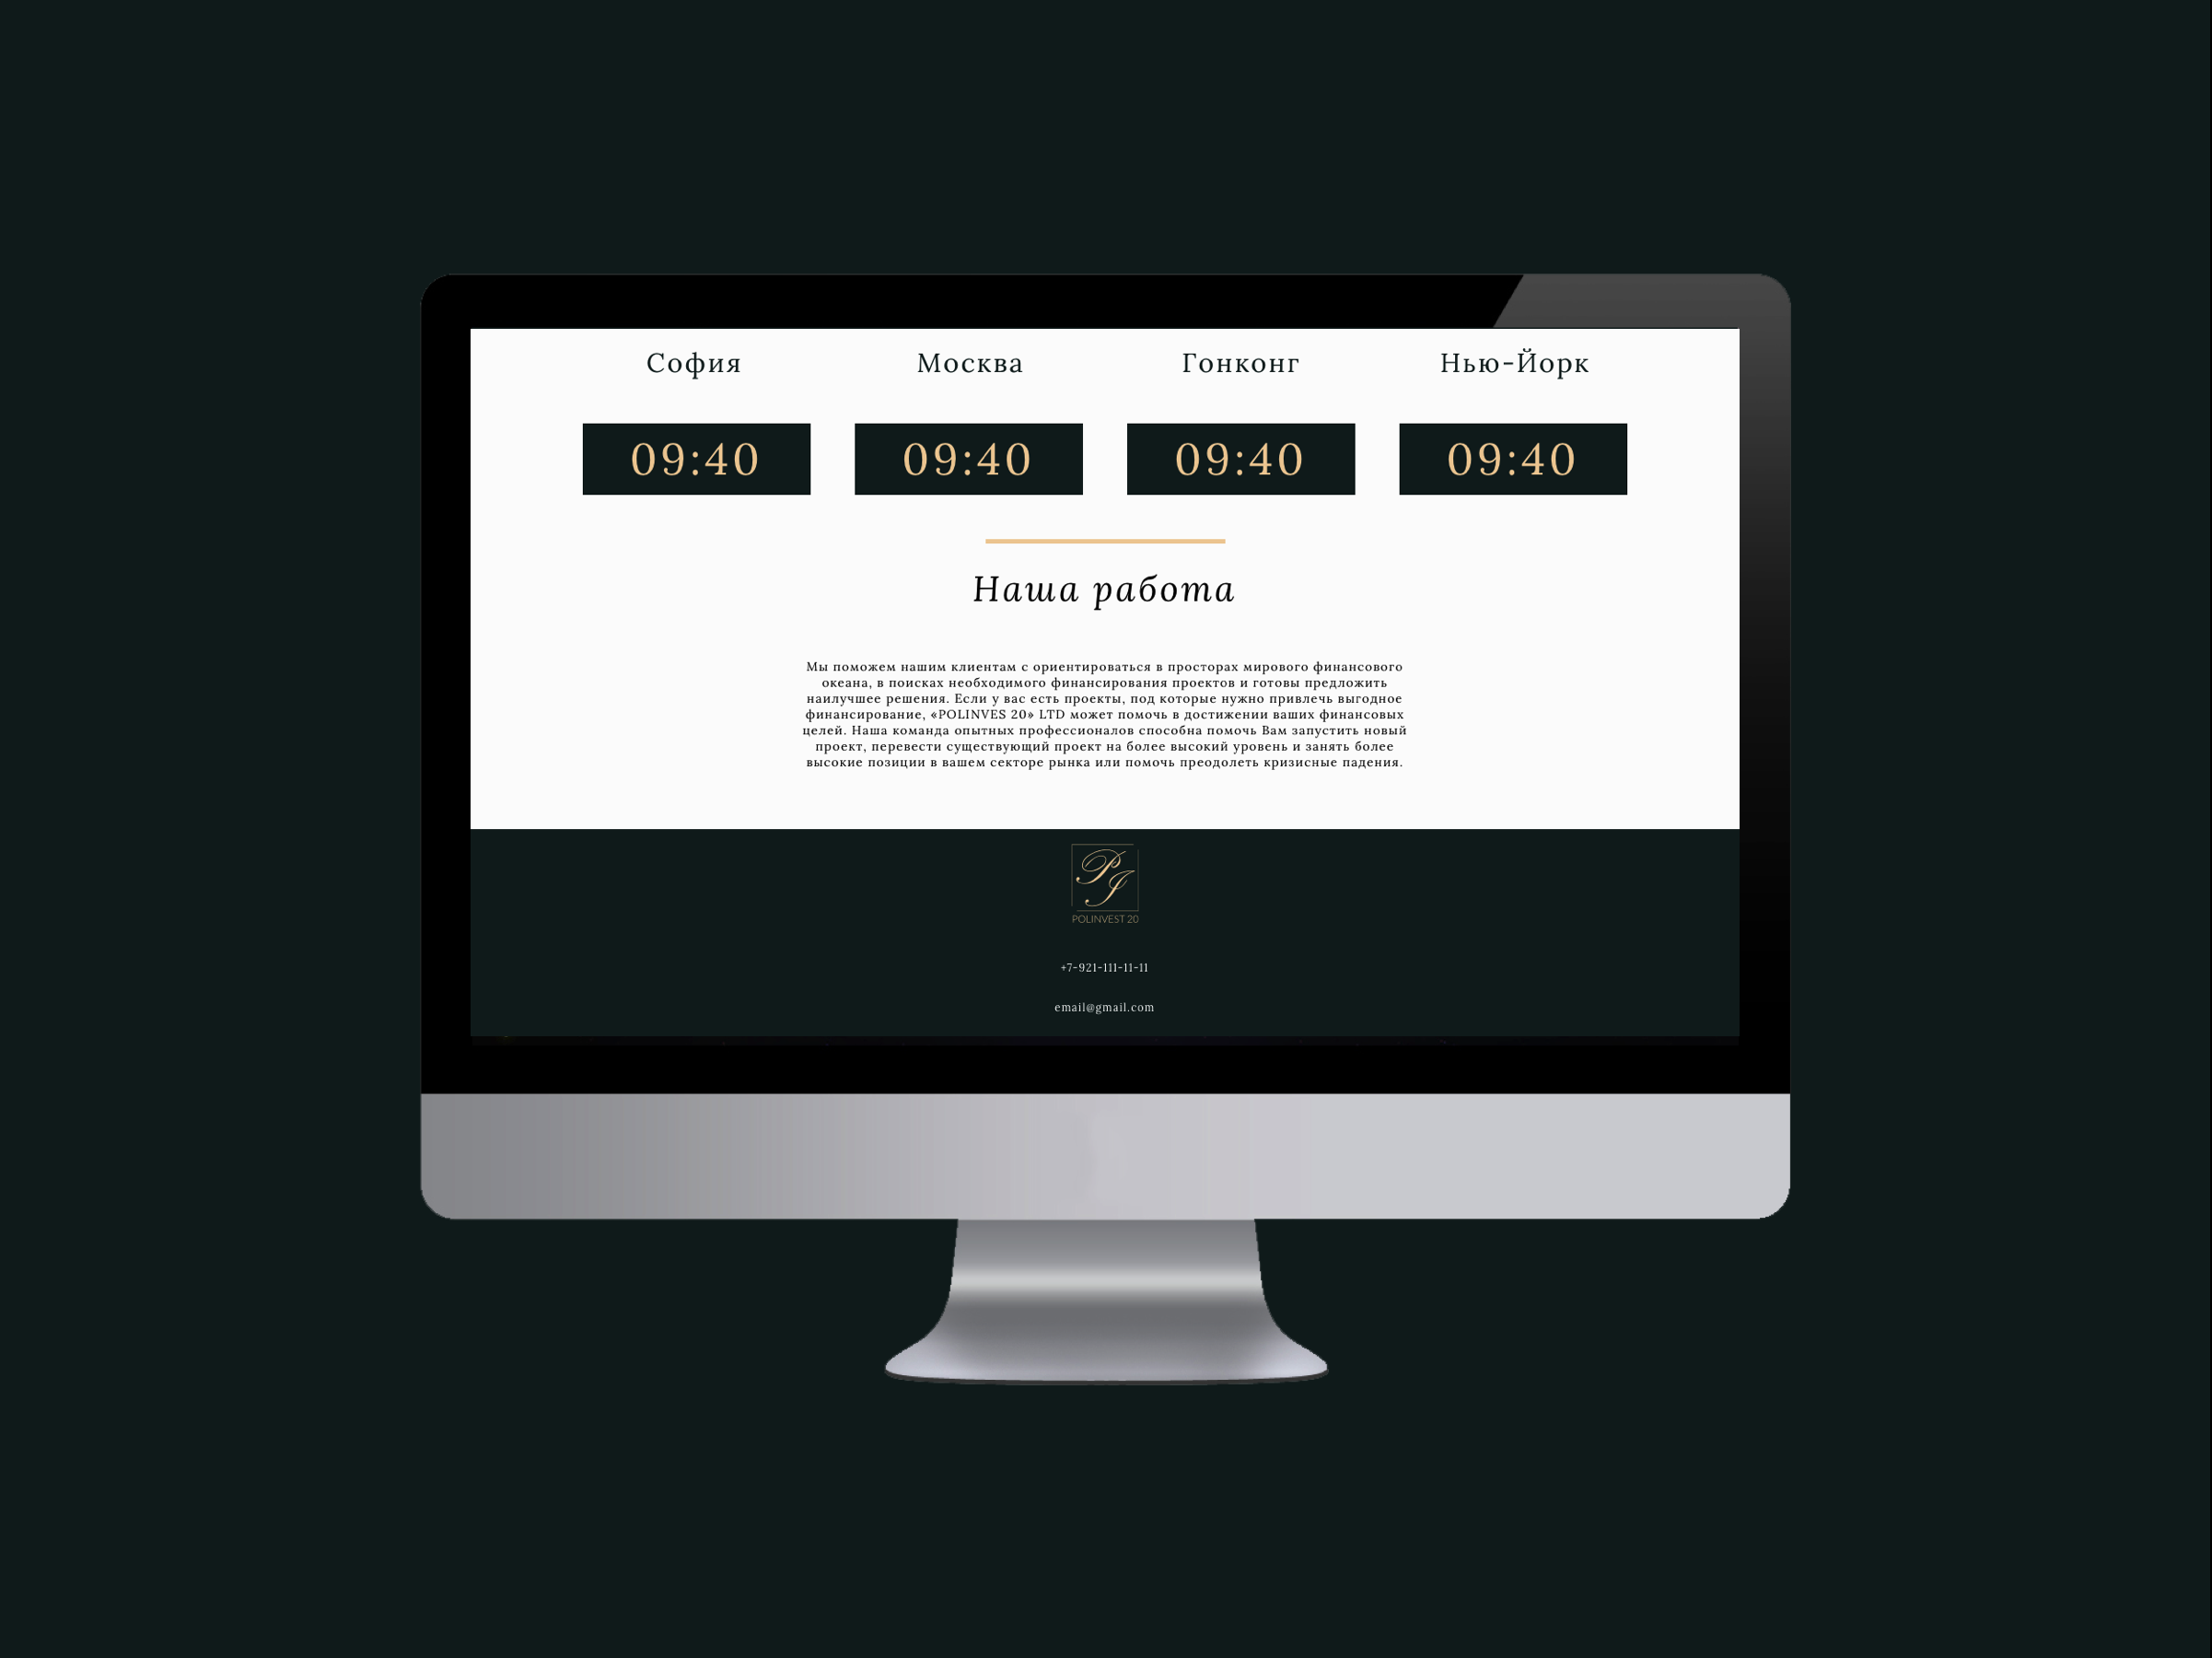 София Москва Гонконг Нью-Йорк
09:40 09:40 09:40 09:40
Наша работа
Мы поможем нашим клиентам с ориентироваться в просторах мирового финансового
океана, в поисках необходимого финансирования проектов и готовы предложить
наилучшее решения. Если у вас есть проекты, под которые нужно привлечь выгодное
финансирование, «POLINVES 20» LTD может помочь в достижении ваших финансовых
целей. Наша команда опытных профессионалов способна помочь Вам запустить новый
проект, перевести существующий проект на более высокий уровень и занять более
высокие позиции в вашем секторе рынка или помочь преодолеть кризисные падения.
PJ
POLINVEST 20
+7-921-111-11-11
email@gmail.com